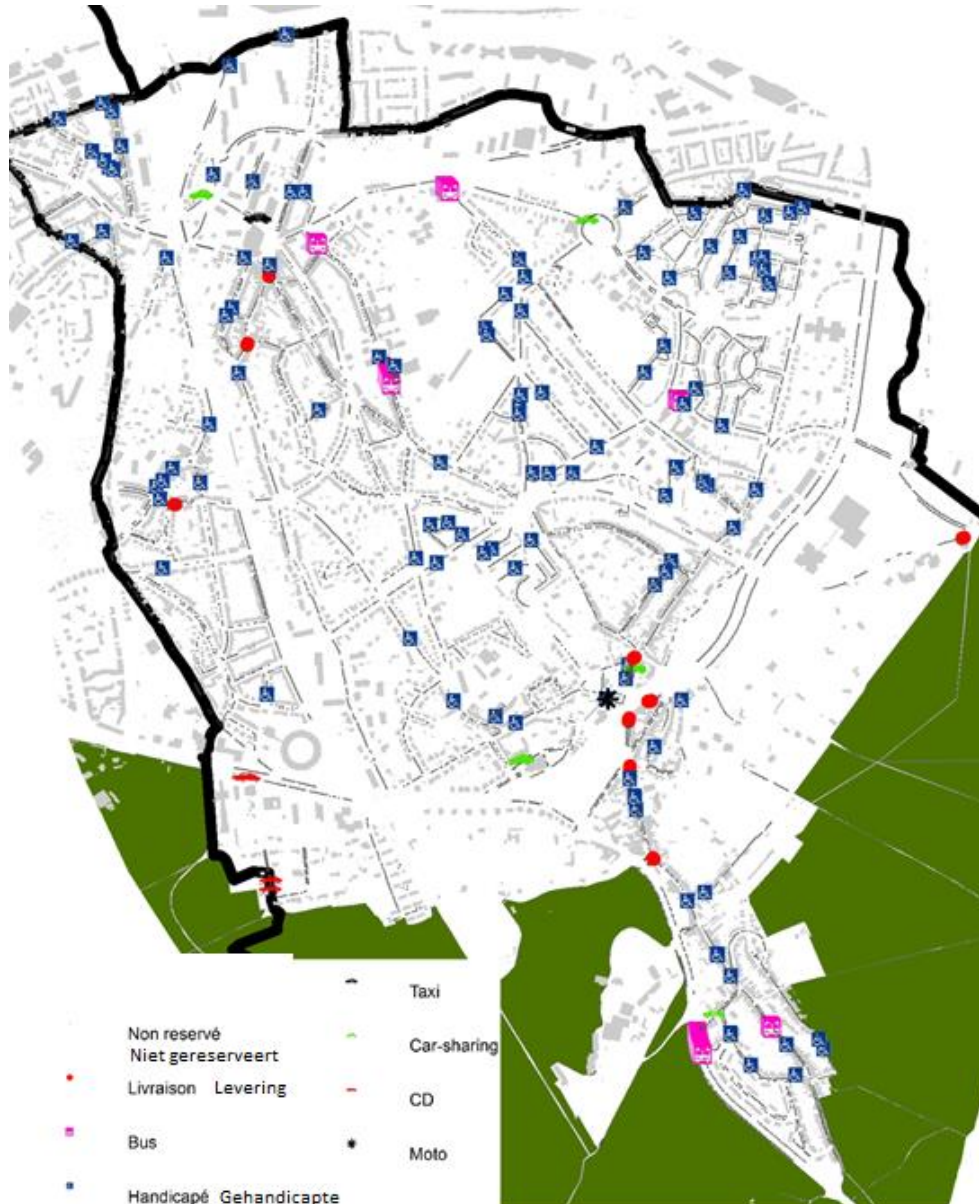 Non reservé
Niet gereserveert
Livraison Levering
Bus
Handicapé Gehandicapte
Taxi
Car-sharing
CD
Moto